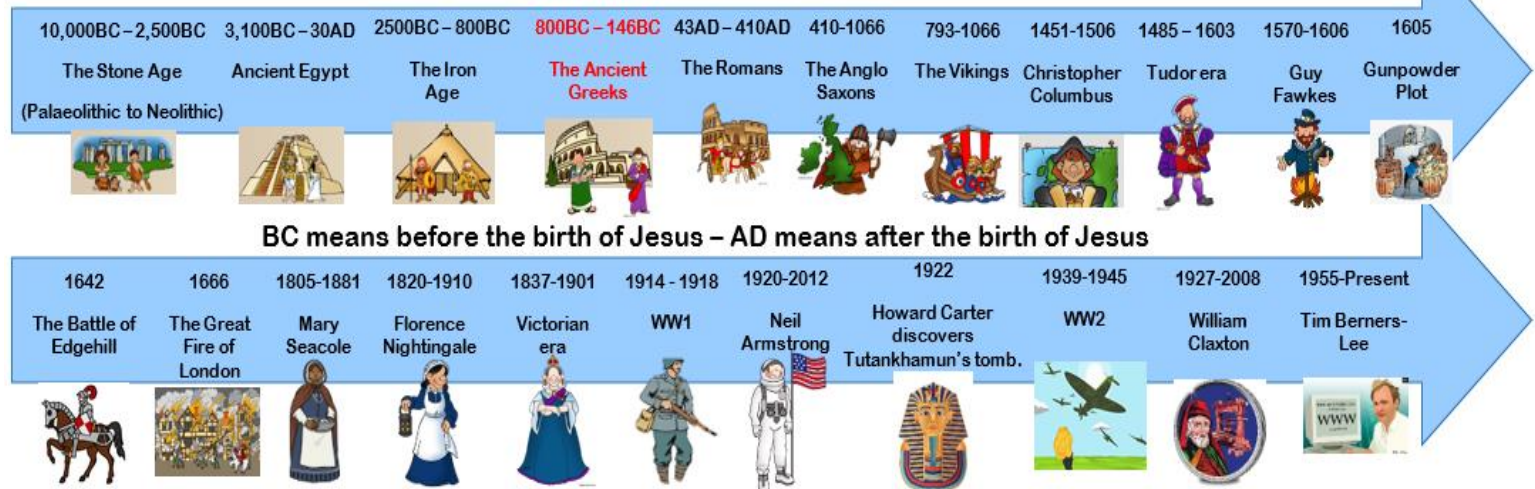 10,000BC – 2,500BC
The Stone Age
(Palaeolithic to Neolithic)
3,100BC – 30AD
Ancient Egypt
2500BC – 800BC
The Iron
Age
800BC – 146BC
The Ancient
Greeks
43AD – 410AD
The Romans
410-1066
The Anglo
Saxons
793-1066
The Vikings
1451-1506
Christopher
Columbus
1485 – 1603
Tudor era
1570-1606
Guy
Fawkes
1605
Gunpowder
Plot
BC means before the birth of Jesus – AD means after the birth of Jesus
1642
The Battle of
Edgehill
1666
The Great
Fire of
London
1805-1881
Mary
Seacole
1820-1910
Florence
Nightingale
1837-1901
Victorian
era
1914 - 1918
WW1
1920-2012
Neil
Armstrong
1922
Howard Carter
discovers
Tutankhamun's tomb.
1939-1945
WW2
1927-2008
William
Claxton
1955-Present
Tim Berners-
Lee
WWW